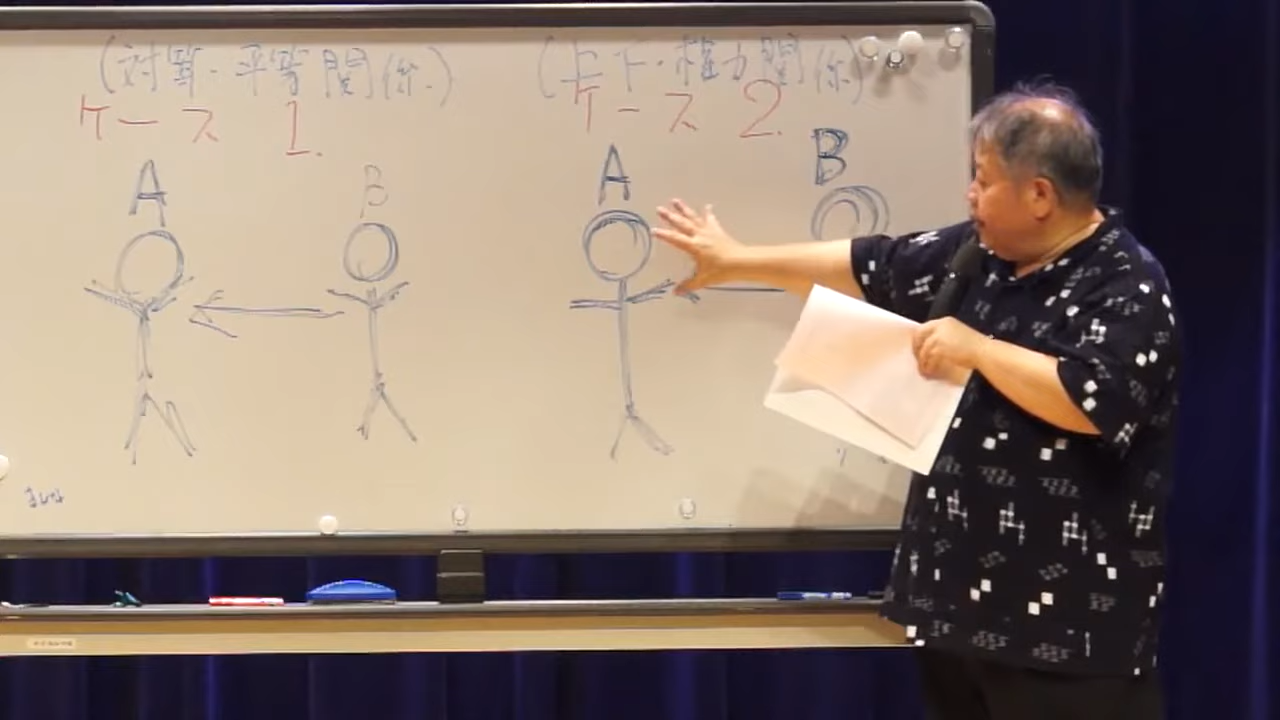 (対等・平等関係)
ケース 1.
A
B
(上下・権力関係)
ケース 2.
A
B